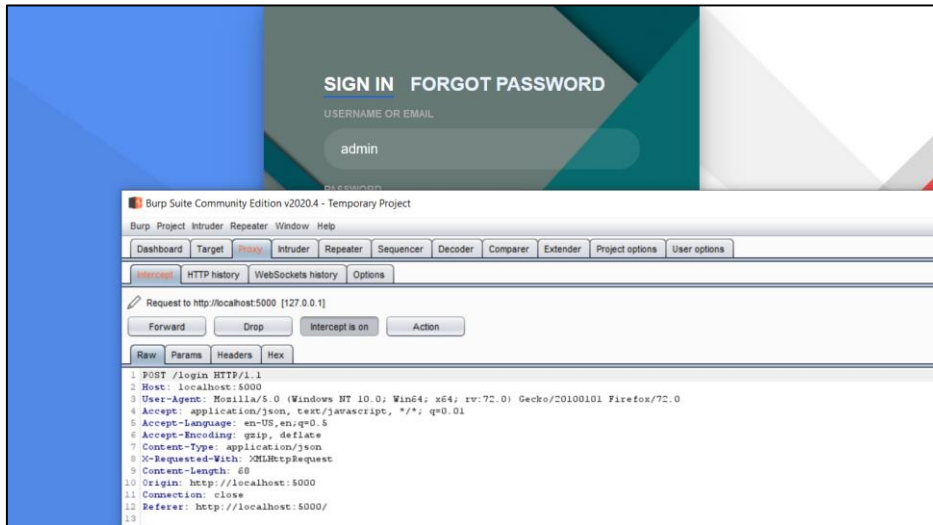 SIGN IN FORGOT PASSWORD
USERNAME OR EMAIL
admin
PASSWORD
Burp Suite Community Edition v2020.4 - Temporary Project
Burp Project Intruder Repeater Window Help
Dashboard Target Proxy Intruder Repeater Sequencer Decoder Comparer Extender Project options User options
Intercept HTTP history WebSockets history Options
Request to http://localhost:5000 [127.0.0.1]
Forward Drop Intercept is on Action
Raw Params Headers Hex
1 POST /login HTTP/1.1
2 Host: localhost:5000
3 User-Agent: Mozilla/5.0 (Windows NT 10.0; Win64; x64; rv:72.0) Gecko/20100101 Firefox/72.0
4 Accept: application/json, text/javascript, */*; q=0.01
5 Accept-Language: en-US,en;q=0.5
6 Accept-Encoding: gzip, deflate
7 Content-Type: application/json
8 X-Requested-With: XMLHttpRequest
9 Content-Length: 68
10 Origin: http://localhost:5000
11 Connection: close
12 Referer: http://localhost:5000/
13